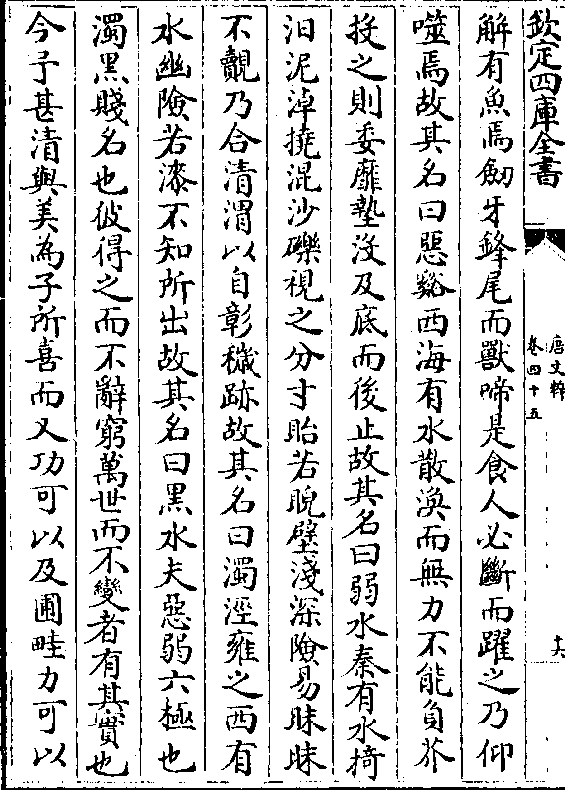 欽定四庫全書
唐文粹
卷四十五
十六
解有魚焉劒牙鋒尾而獸啼是食人必斷而躍之乃仰
噬焉故其名曰惡谿西海有水散渙而無力不能負芥
投之則委靡墊沒及底而後止故其名曰弱水秦有水掎
汩泥淖撓混沙礫視之分寸眙若睨壁淺深險易昧昧
不覿乃合清渭以自彰穢跡故其名曰濁涇雍之西有
水幽險若漆不知所出故其名曰黑水夫惡弱六極也
濁黑賤名也彼得之而不辭窮萬世而不變者有其實也
今予甚清與美為子所喜而又功可以及圃畦力可以